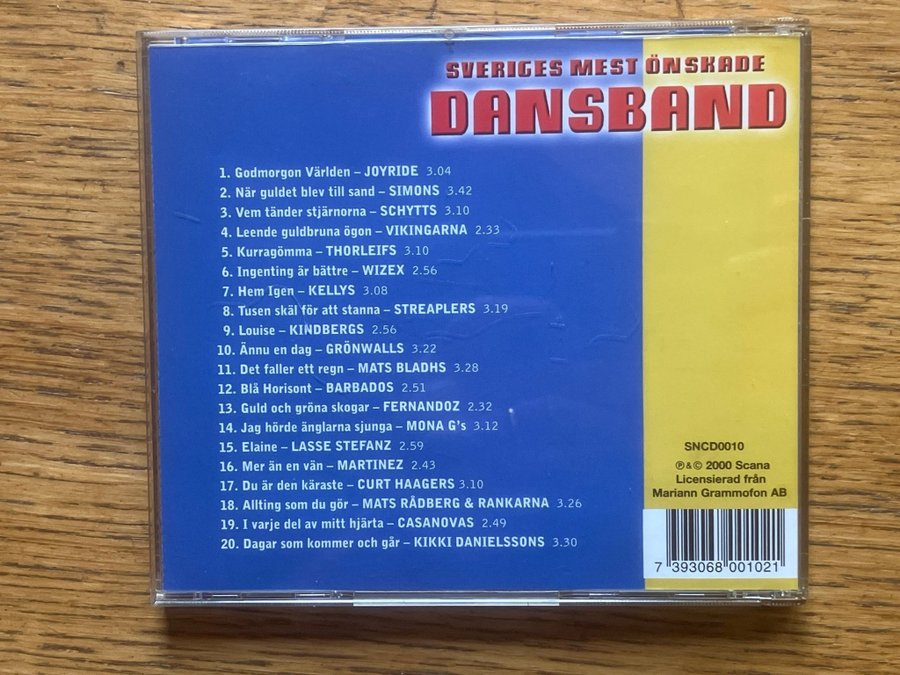 SVERIGES MEST ÖNSKADE
DANSBAND
1. Godmorgon Världen – JOYRIDE 3.04
2. När guldet blev till sand – SIMONS 3.42
3. Vem tänder stjärnorna – SCHYTTS 3.10
4. Leende guldbruna ögon – VIKINGARNA 2.33
5. Kurragömma – THORLEIFS 3.10
6. Ingenting är bättre – WIZEX 2.56
7. Hem Igen – KELLYS 3.08
8. Tusen skäl för att stanna – STREAPLERS 3.19
9. Louise – KINDBERGS 2.56
10. Ännu en dag – GRÖNWALLS 3.22
11. Det faller ett regn – MATS BLADHS 3.28
12. Blå Horisont – BARBADOS 2.51
13. Guld och gröna skogar – FERNANDOZ 2.32
14. Jag hörde änglarna sjunga – MONA G's 3.12
15. Elaine – LASSE STEFANZ 2.59
16. Mer än en vän – MARTINEZ 2.43
17. Du är den käraste – CURT HAAGERS 3.10
18. Allting som du gör – MATS RÅDBERG & RANKARNA 3.26
19. I varje del av mitt hjärta – CASANOVAS 2.49
20. Dagar som kommer och går – KIKKI DANIELSSONS 3.30
SNCD0010
℗&© 2000 Scana
Licensierad från
Mariann Grammofon AB
7 393068 001021